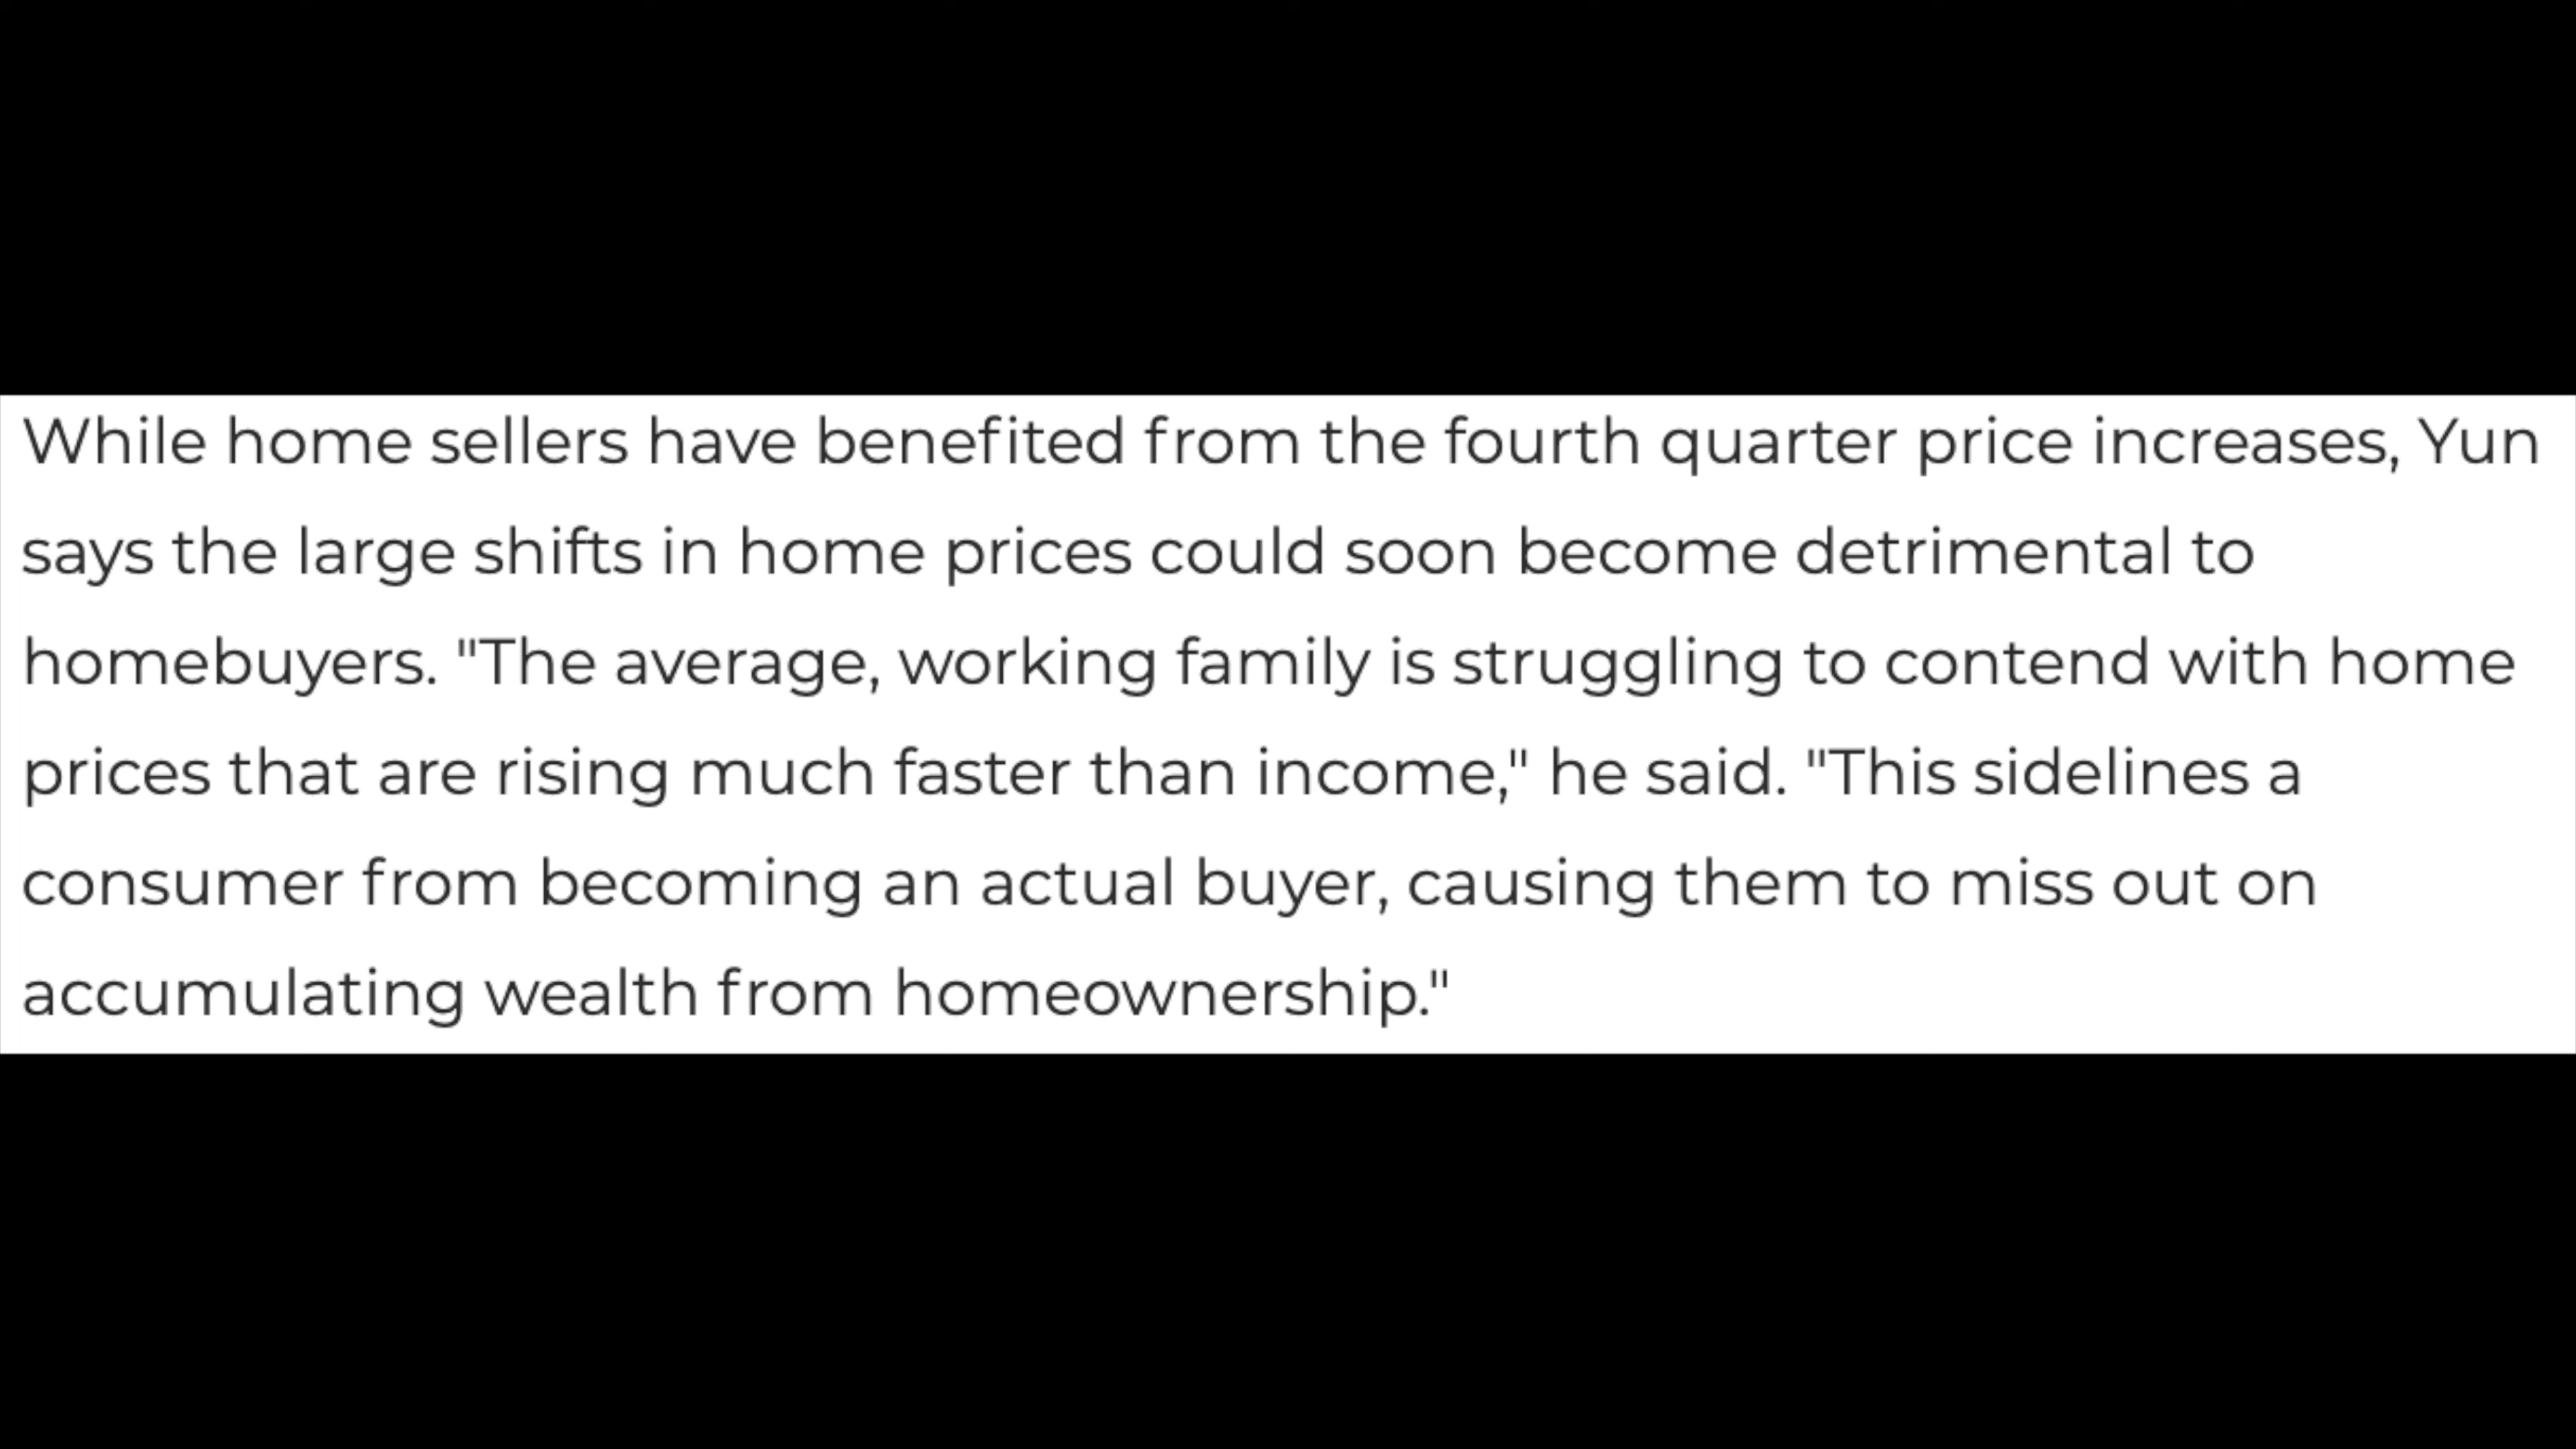 While home sellers have benefited from the fourth quarter price increases, Yun
says the large shifts in home prices could soon become detrimental to
homebuyers. "The average, working family is struggling to contend with home
prices that are rising much faster than income," he said. "This sidelines a
consumer from becoming an actual buyer, causing them to miss out on
accumulating wealth from homeownership."